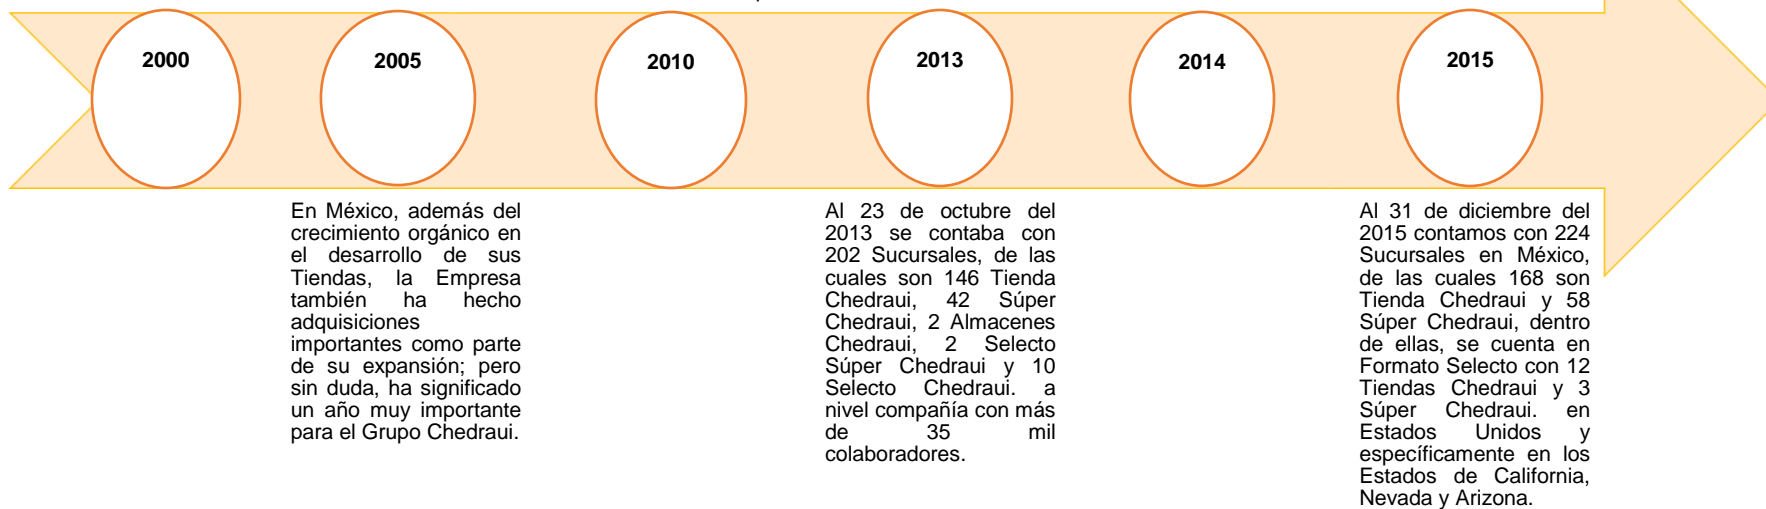 2000
2005
2010
2013
2014
2015
En México, además del
crecimiento orgánico en
el desarrollo de sus
Tiendas, la Empresa
también ha hecho
adquisiciones
importantes como parte
de su expansión; pero
sin duda, ha significado
un año muy importante
para el Grupo Chedraui.
Al 23 de octubre del
2013 se contaba con
202 Sucursales, de las
cuales son 146 Tienda
Chedraui, 42 Súper
Chedraui, 2 Almacenes
Chedraui, 2 Selecto
Súper Chedraui y 10
Selecto Chedraui. a
nivel compañía con más
de 35 mil
colaboradores.
Al 31 de diciembre del
2015 contamos con 224
Sucursales en México,
de las cuales 168 son
Tienda Chedraui y 58
Súper Chedraui, dentro
de ellas, se cuenta en
Formato Selecto con 12
Tiendas Chedraui y 3
Súper Chedraui. en
Estados Unidos y
específicamente en los
Estados de California,
Nevada y Arizona.